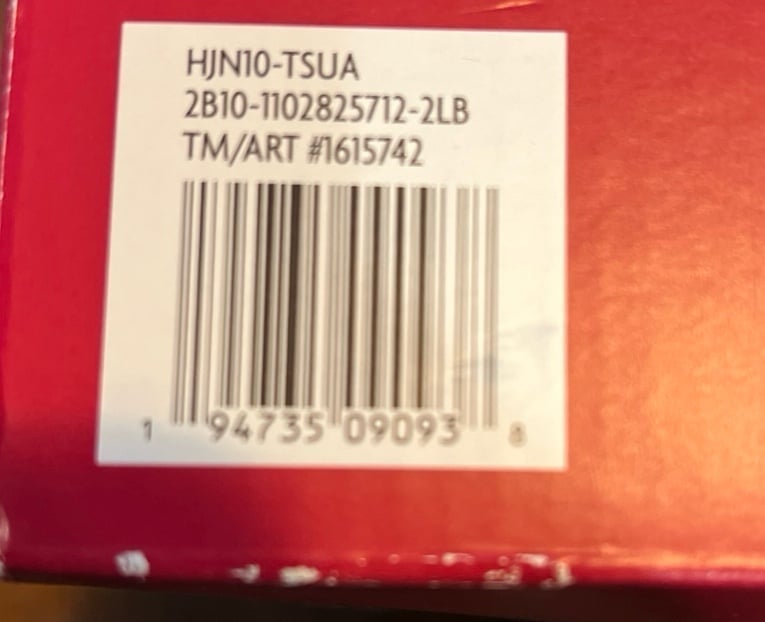 HJN10-TSUA
2B10-1102825712-2LB
TM/ART #1615742
1 94735 09093 8